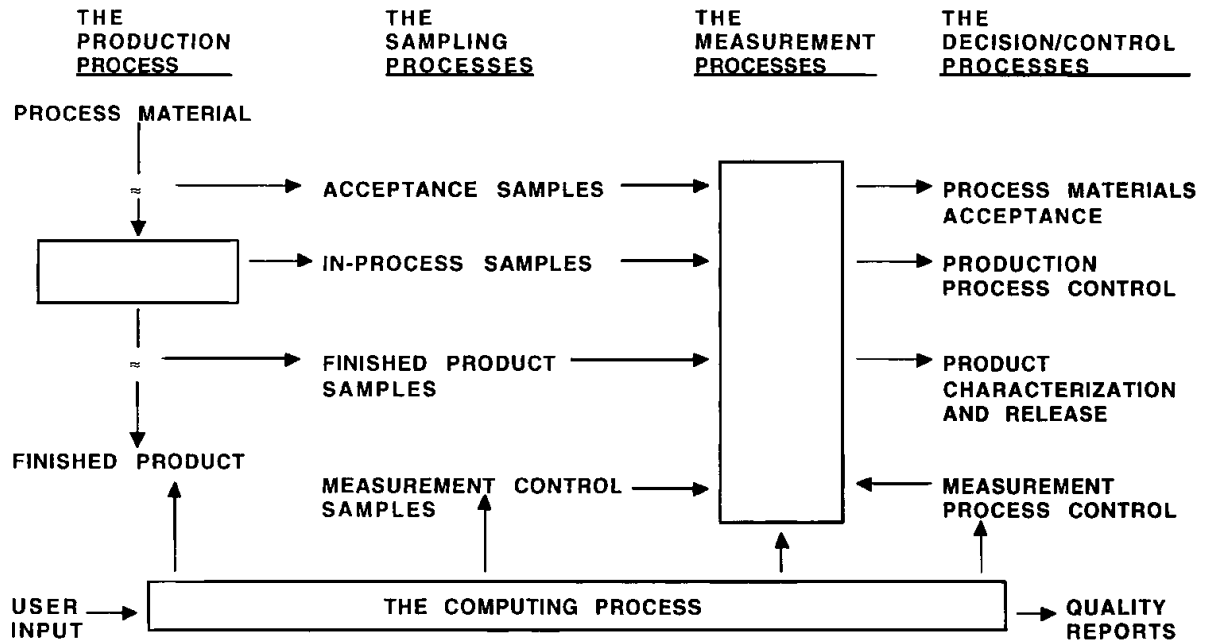 THE
PRODUCTION
PROCESS
THE
SAMPLING
PROCESSES
THE
MEASUREMENT
PROCESSES
THE
DECISION/CONTROL
PROCESSES
PROCESS MATERIAL
ACCEPTANCE SAMPLES
PROCESS MATERIALS
ACCEPTANCE
IN-PROCESS SAMPLES
PRODUCTION
PROCESS CONTROL
FINISHED PRODUCT
SAMPLES
PRODUCT
CHARACTERIZATION
AND RELEASE
FINISHED PRODUCT
MEASUREMENT CONTROL
SAMPLES
MEASUREMENT
PROCESS CONTROL
USER
INPUT
THE COMPUTING PROCESS
QUALITY
REPORTS